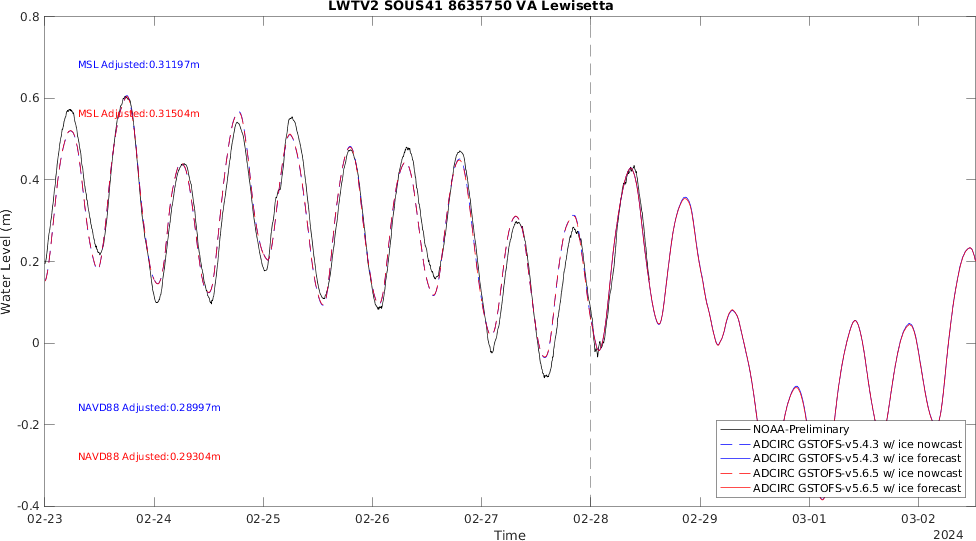 LWTV2 SOUS41 8635750 VA Lewisetta
0.8
0.6
0.4
0.2
0
-0.2
-0.4
Water Level (m)
MSL Adjusted:0.31197m
MSL Adjusted:0.31504m
NAVD88 Adjusted:0.28997m
NAVD88 Adjusted:0.29304m
NOAA-Preliminary
ADCIRC GSTOFS-v5.4.3 w/ ice nowcast
ADCIRC GSTOFS-v5.4.3 w/ ice forecast
ADCIRC GSTOFS-v5.6.5 w/ ice nowcast
ADCIRC GSTOFS-v5.6.5 w/ ice forecast
02-23 02-24 02-25 02-26 02-27 02-28 02-29 03-01 03-02
Time
2024